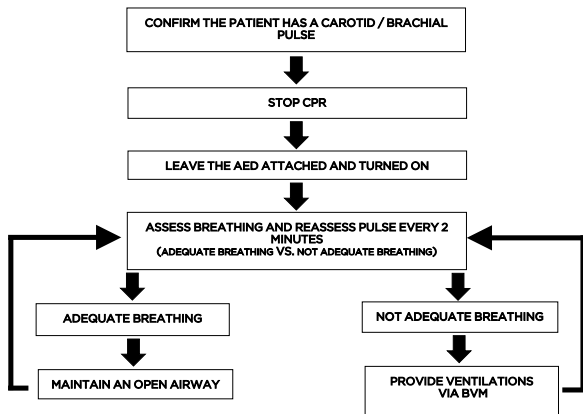 CONFIRM THE PATIENT HAS A CAROTID / BRACHIAL
PULSE
STOP CPR
LEAVE THE AED ATTACHED AND TURNED ON
ASSESS BREATHING AND REASSESS PULSE EVERY 2
MINUTES
(ADEQUATE BREATHING VS. NOT ADEQUATE BREATHING)
ADEQUATE BREATHING
NOT ADEQUATE BREATHING
MAINTAIN AN OPEN AIRWAY
PROVIDE VENTILATIONS
VIA BVM